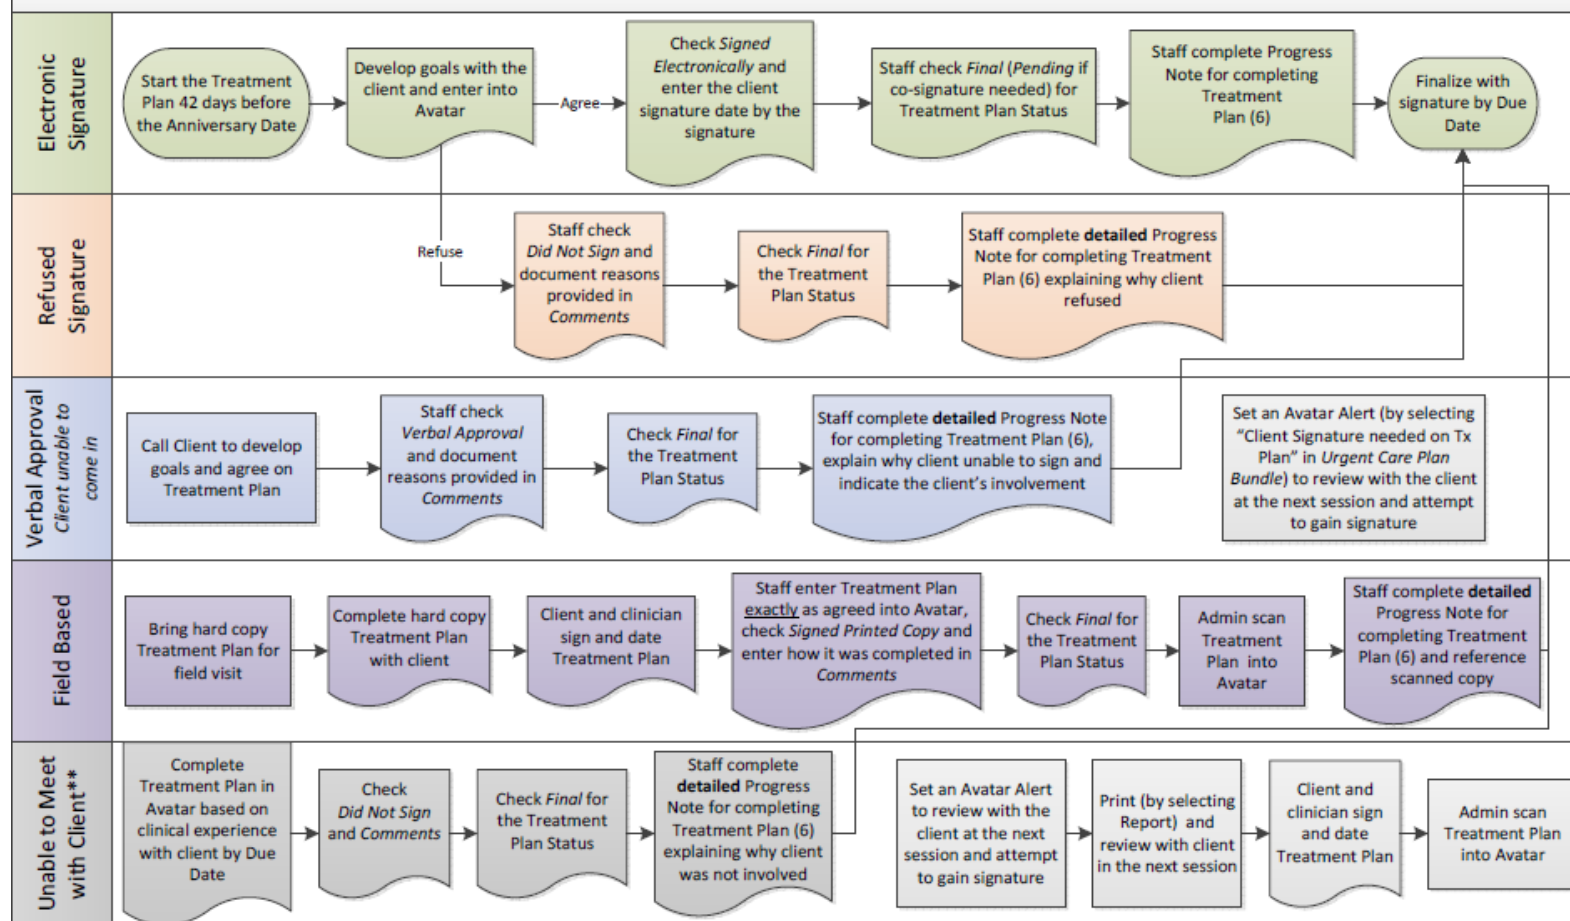 Electronic
Signature
Start the Treatment
Plan 42 days before
the Anniversary Date
Develop goals with the
client and enter into
Avatar
Agree
Check Signed
Electronically and
enter the client
signature date by the
signature
Staff check Final (Pending if
co-signature needed) for
Treatment Plan Status
Staff complete Progress
Note for completing
Treatment
Plan (6)
Finalize with
signature by Due
Date
Refused
Signature
Refuse
Staff check
Did Not Sign and
document reasons
provided in
Comments
Check Final for
the Treatment
Plan Status
Staff complete detailed Progress
Note for completing Treatment
Plan (6) explaining why client
refused
Verbal Approval
Client unable to
come in
Call Client to develop
goals and agree on
Treatment Plan
Staff check
Verbal Approval
and document
reasons provided in
Comments
Check Final for
the Treatment
Plan Status
Staff complete detailed Progress Note
for completing Treatment Plan (6),
explain why client unable to sign and
indicate the client's involvement
Set an Avatar Alert (by selecting
"Client Signature needed on Tx
Plan" in Urgent Care Plan
Bundle) to review with the client
at the next session and attempt
to gain signature
Field Based
Bring hard copy
Treatment Plan for
field visit
Complete hard copy
Treatment Plan
with client
Client and clinician
sign and date
Treatment Plan
Staff enter Treatment Plan
exactly as agreed into Avatar,
check Signed Printed Copy and
enter how it was completed in
Comments
Check Final for
the Treatment
Plan Status
Admin scan
Treatment
Plan into
Avatar
Staff complete detailed
Progress Note for
completing Treatment
Plan (6) and reference
scanned copy
Unable to Meet
with Client**
Complete
Treatment Plan in
Avatar based on
clinical experience
with client by Due
Date
Check
Did Not Sign
and Comments
Check Final for
the Treatment
Plan Status
Staff complete
detailed Progress
Note for completing
Treatment Plan (6)
explaining why client
was not involved
Set an Avatar Alert
to review with the
client at the next
session and attempt
to gain signature
Print (by selecting
Report) and
review with client
in the next session
Client and
clinician sign
and date
Treatment Plan
Admin scan
Treatment Plan
into Avatar